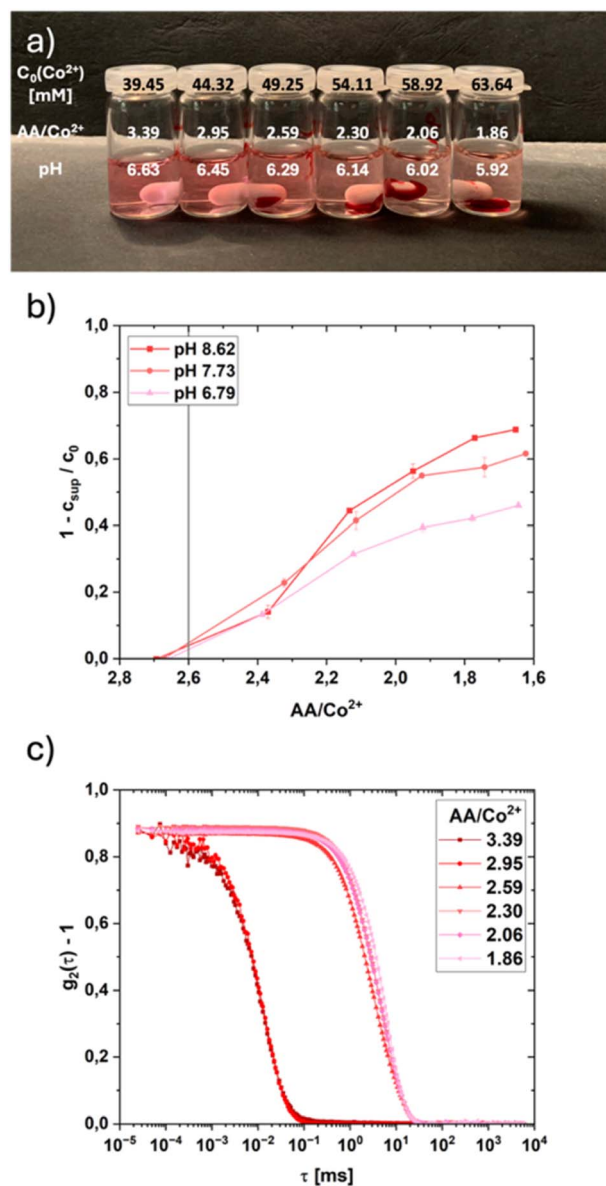 a)
C₀(Co²⁺)
[mM]
39.45 44.32 49.25 54.11 58.92 63.64
AA/Co²⁺ 3.39 2.95 2.59 2.30 2.06 1.86
pH 6.63 6.45 6.29 6.14 6.02 5.92
b)
1 - c_sup / c₀
1,0
0,8
0,6
0,4
0,2
0,0
pH 8.62
pH 7.73
pH 6.79
2,8 2,6 2,4 2,2 2,0 1,8 1,6
AA/Co²⁺
c)
g₂(τ) - 1
1,0
0,8
0,6
0,4
0,2
0,0
AA/Co²⁺
3.39
2.95
2.59
2.30
2.06
1.86
10⁻⁵ 10⁻⁴ 10⁻³ 10⁻² 10⁻¹ 10⁰ 10¹ 10² 10³ 10⁴
τ [ms]